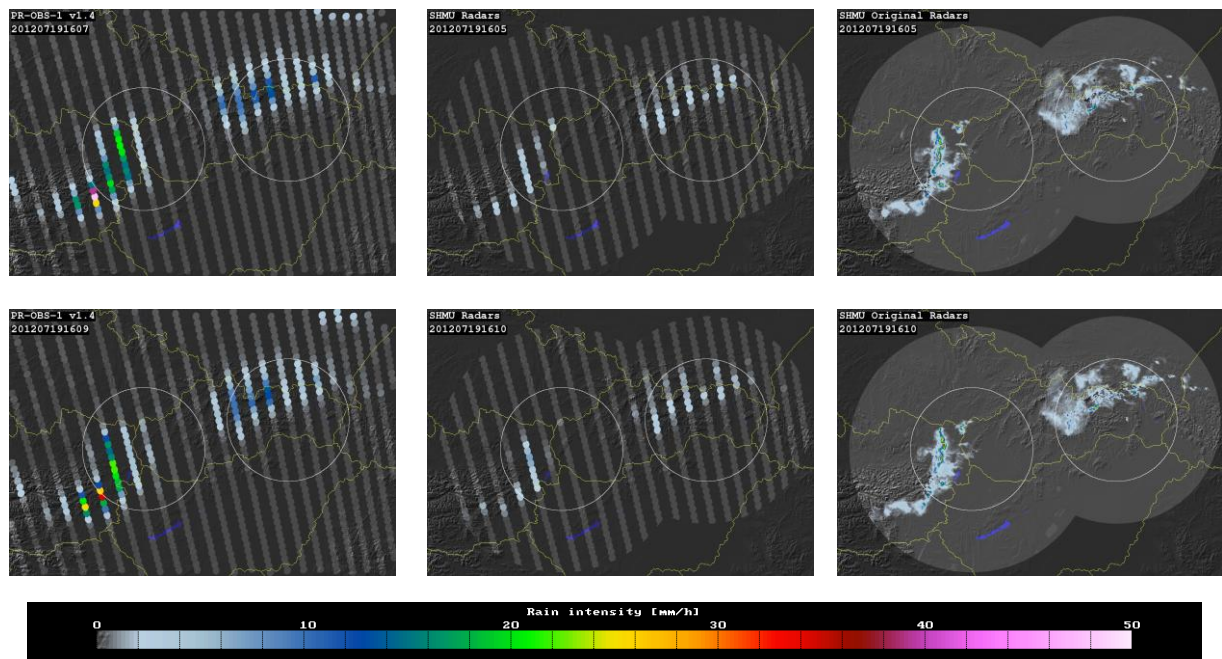 PR-OBS-1 v1.4
201207191607
SHMU Radars
201207191605
SHMU Original Radars
201207191605
PR-OBS-1 v1.4
201207191609
SHMU Radars
201207191610
SHMU Original Radars
201207191610
Rain intensity [mm/h]
0 10 20 30 40 50